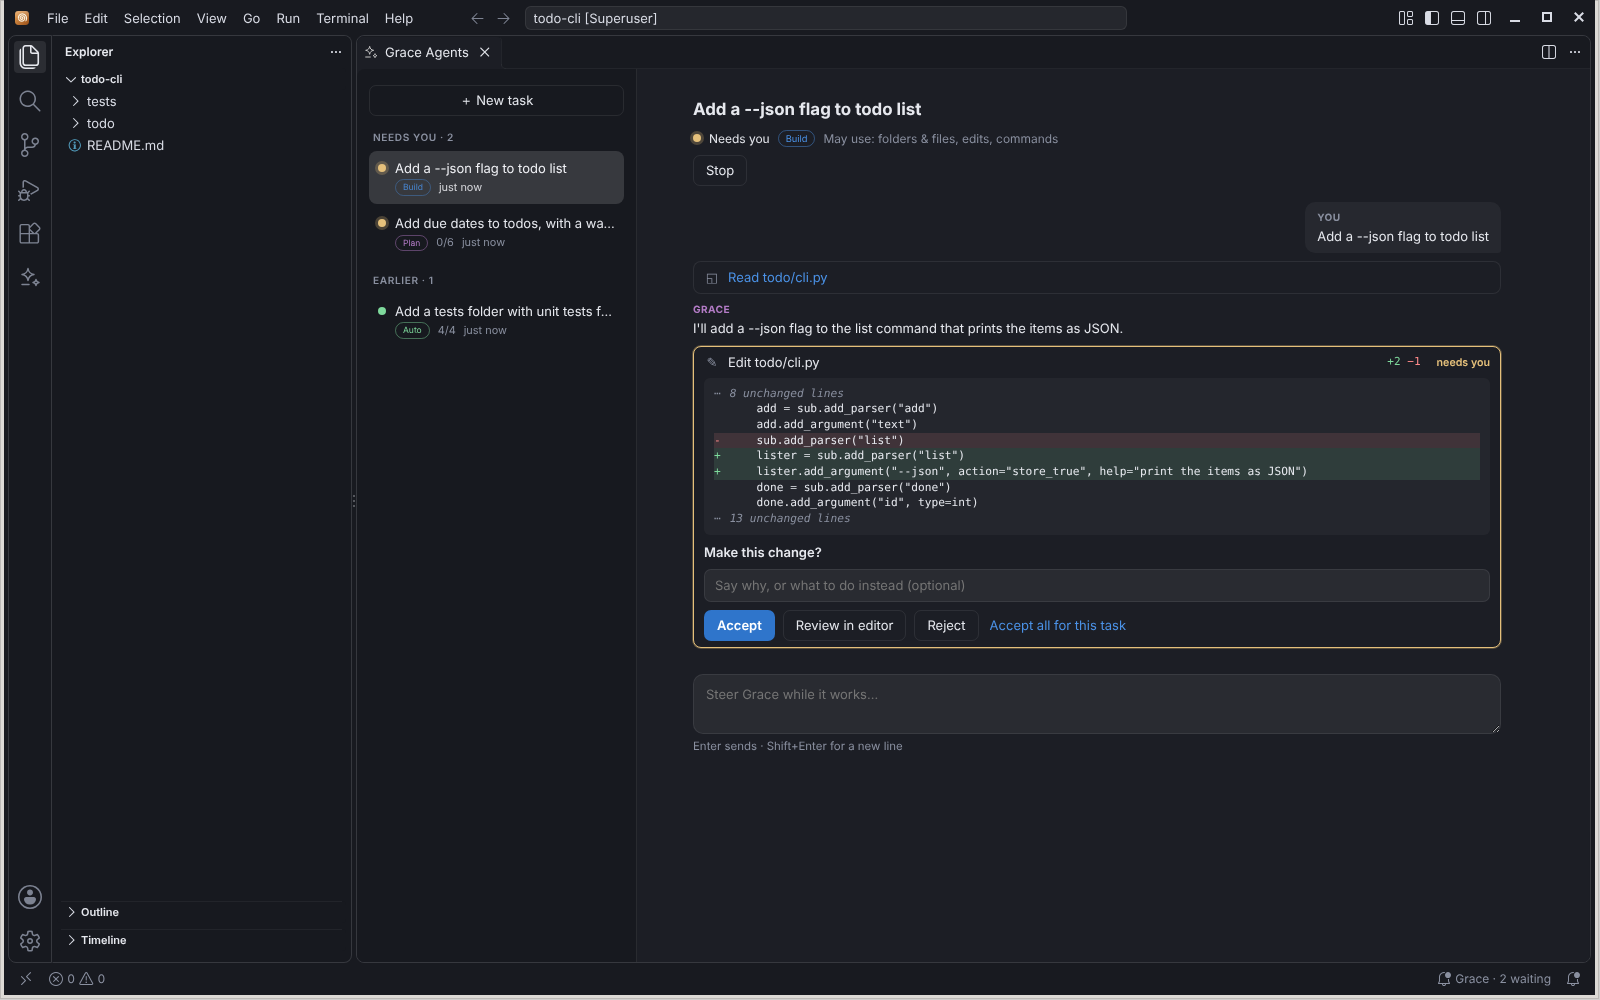 File Edit Selection View Go Run Terminal Help
todo-cli [Superuser]
Explorer
todo-cli
tests
todo
README.md
Outline
Timeline
Grace Agents
+ New task
NEEDS YOU · 2
Add a --json flag to todo list
Build just now
Add due dates to todos, with a wa...
Plan 0/6 just now
EARLIER · 1
Add a tests folder with unit tests f...
Auto 4/4 just now
Add a --json flag to todo list
Needs you Build May use: folders & files, edits, commands
Stop
YOU
Add a --json flag to todo list
Read todo/cli.py
GRACE
I'll add a --json flag to the list command that prints the items as JSON.
Edit todo/cli.py +2 −1 needs you
⋯ 8 unchanged lines
add = sub.add_parser("add")
add.add_argument("text")
- sub.add_parser("list")
+ lister = sub.add_parser("list")
+ lister.add_argument("--json", action="store_true", help="print the items as JSON")
done = sub.add_parser("done")
done.add_argument("id", type=int)
⋯ 13 unchanged lines
Make this change?
Say why, or what to do instead (optional)
Accept Review in editor Reject Accept all for this task
Steer Grace while it works...
Enter sends · Shift+Enter for a new line
0 0
Grace · 2 waiting